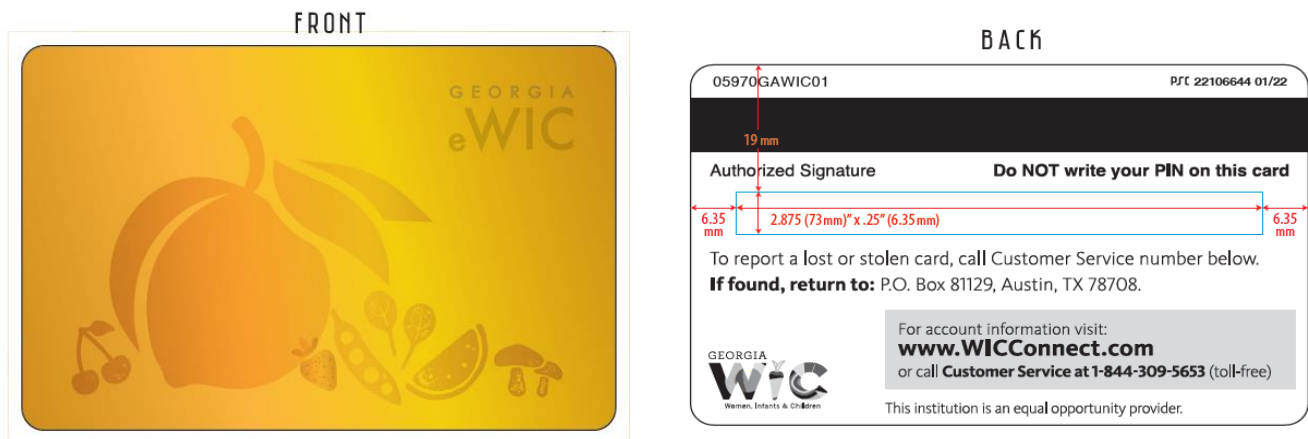 FRONT
GEORGIA
eWIC
BACK
05970GAWIC01 PSC 22106644 01/22
19 mm
Authorized Signature Do NOT write your PIN on this card
6.35 mm
2.875 (73mm)” x .25” (6.35mm)
6.35 mm
To report a lost or stolen card, call Customer Service number below.
If found, return to: P.O. Box 81129, Austin, TX 78708.
GEORGIA
WIC
Women, Infants & Children
For account information visit:
www.WICConnect.com
or call Customer Service at 1-844-309-5653 (toll-free)
This institution is an equal opportunity provider.